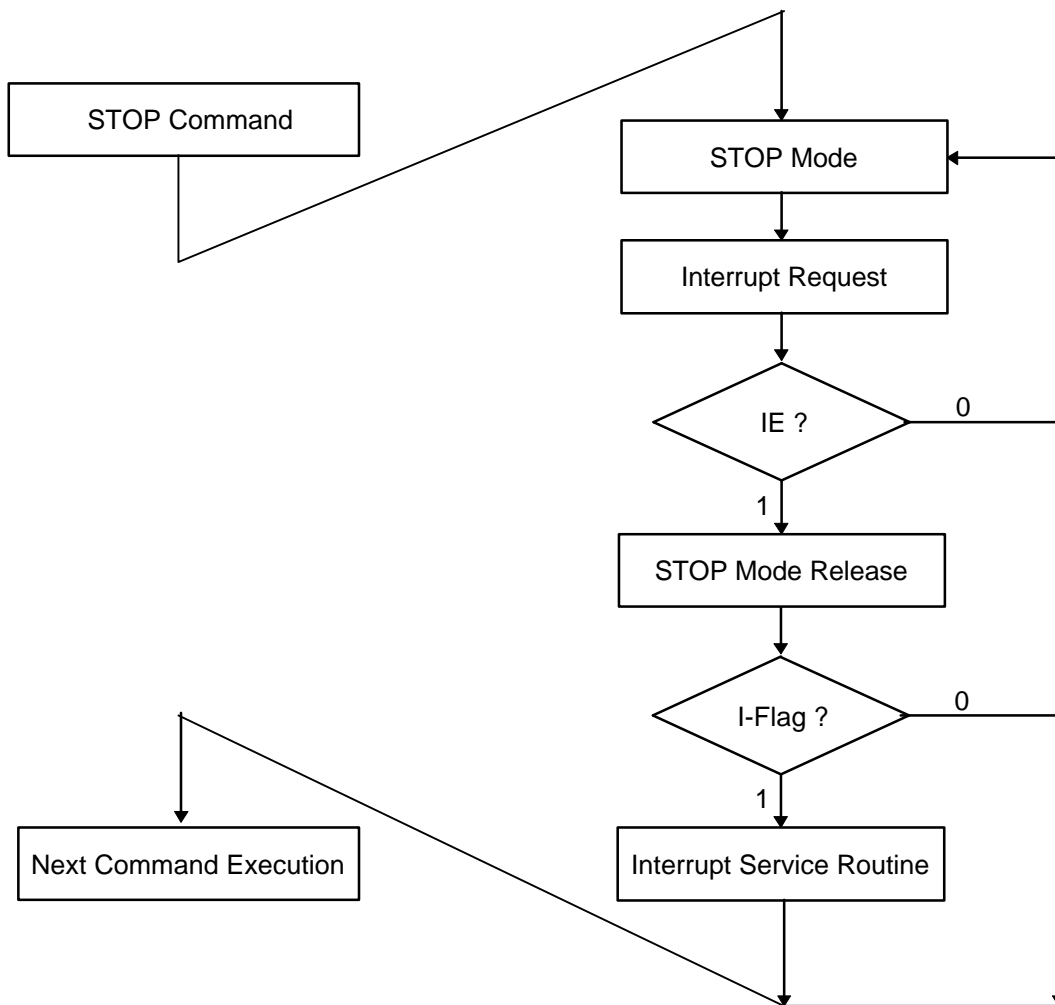 STOP Command
STOP Mode
Interrupt Request
IE ?
0
1
STOP Mode Release
I-Flag ?
0
1
Next Command Execution
Interrupt Service Routine